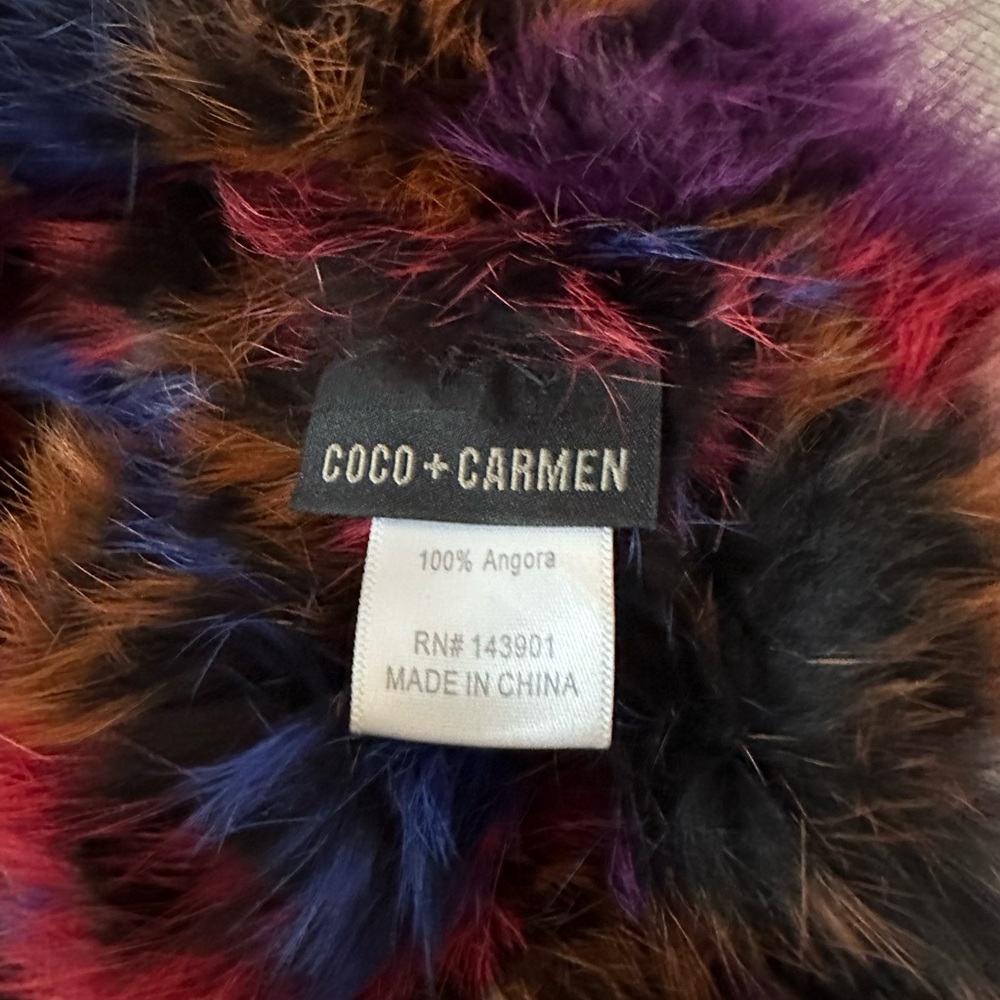 COCO + CARMEN
100% Angora
RN# 143901
MADE IN CHINA